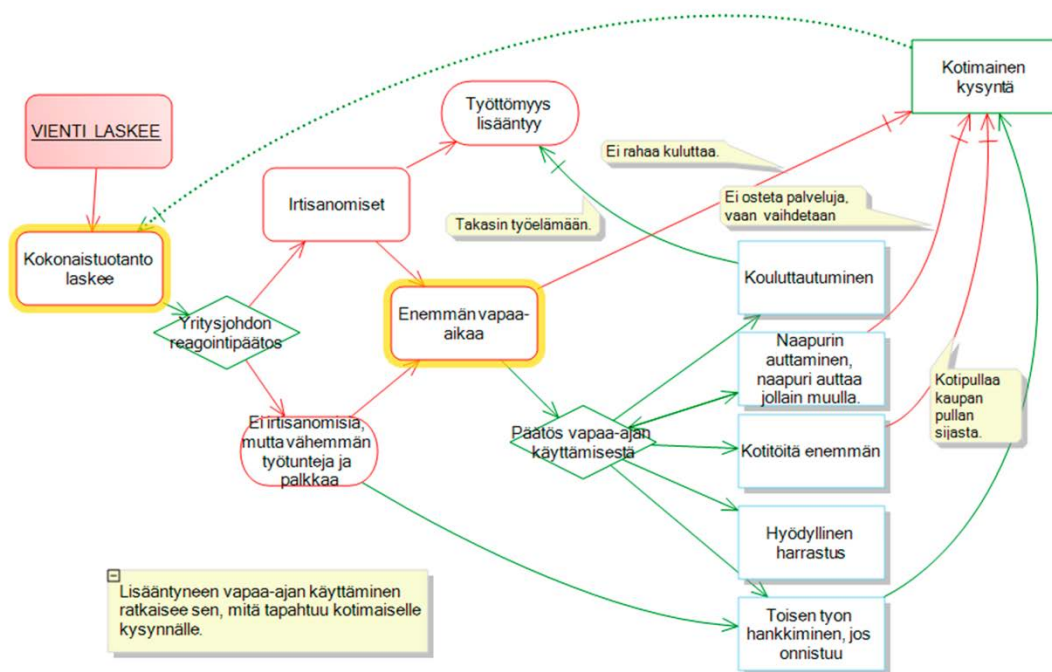 Kotimainen
kysyntä
Työttömyys
lisääntyy
VIENTI LASKEE
Ei rahaa kuluttaa.
Irtisanomiset
Ei osteta palveluja,
vaan vaihdetaan
Takasin työelämään.
Kokonaistuotanto
laskee
Kouluttautuminen
Enemmän vapaa-
aikaa
Yritysjohdon
reagointipäätos
Naapurin
auttaminen,
naapuri auttaa
jollain muulla.
Kotipullaa
kaupan
pullan
sijasta.
Ei irtisanomisia,
mutta vähemmän
työtunteja ja
palkkaa
Päätös vapaa-ajan
käyttämisestä
Kotitöitä enemmän
Hyödyllinen
harrastus
Lisääntyneen vapaa-ajan käyttäminen
ratkaisee sen, mitä tapahtuu kotimaiselle
kysynnälle.
Toisen tyon
hankkiminen, jos
onnistuu